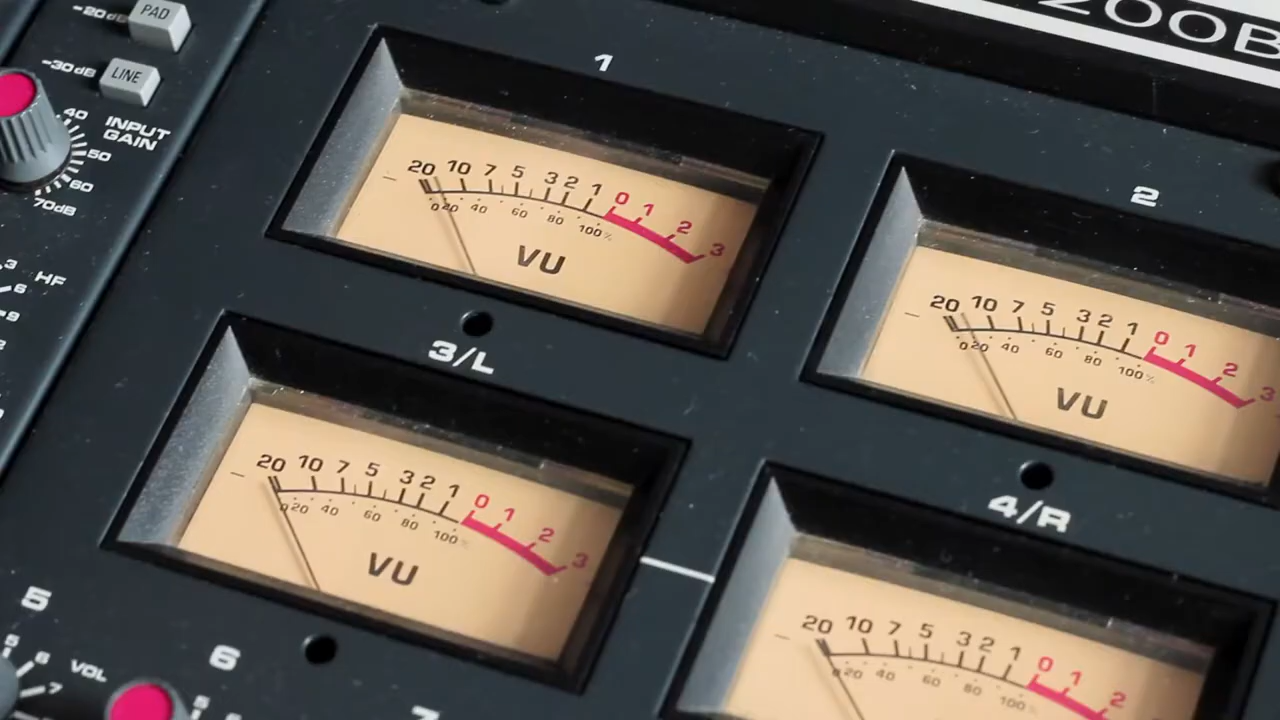 -20dB PAD
-30dB LINE
40
INPUT
GAIN
50
60
70dB
3
HF
6
9
200B
1
20 10 7 5 3 2 1 0 1 2 3
0 20 40 60 80 100%
VU
2
20 10 7 5 3 2 1 0 1 2 3
0 20 40 60 80 100%
VU
3/L
20 10 7 5 3 2 1 0 1 2 3
0 20 40 60 80 100%
VU
4/R
20 10 7 5 3 2 1 0 1 2
20 40 60 80 100%
5
5
6
7
VOL
6